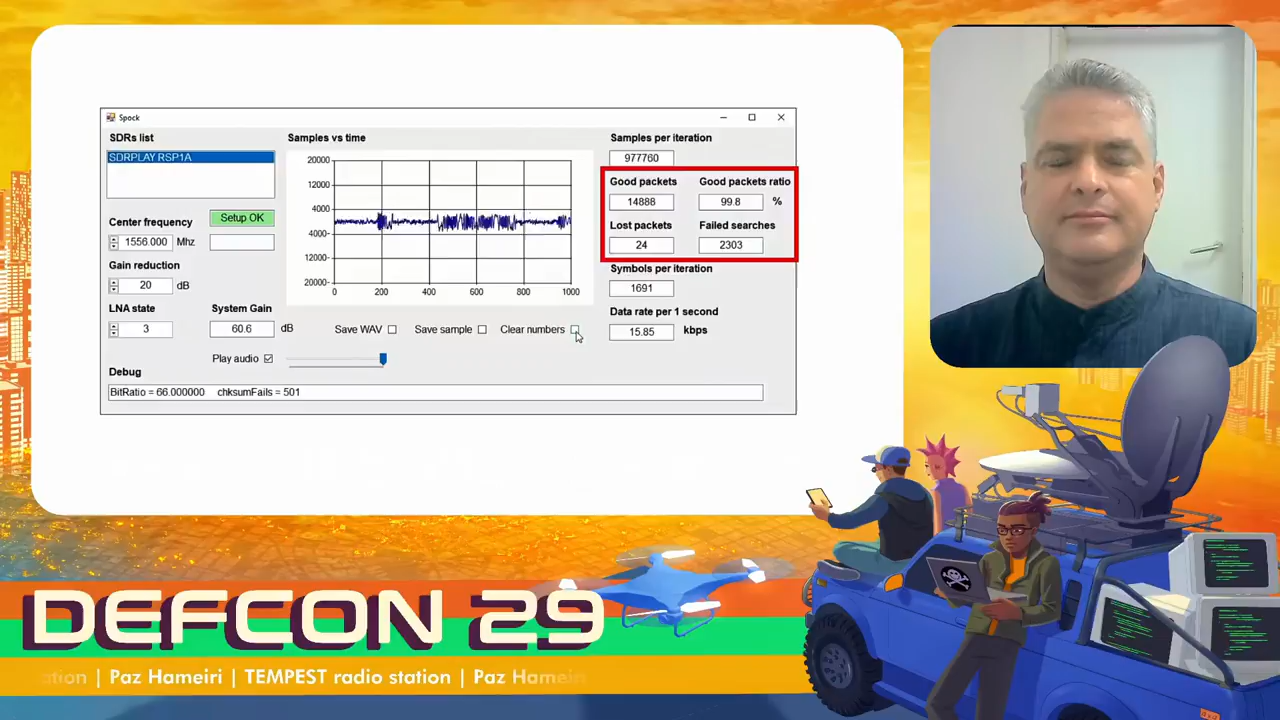 Spock
SDRs list
SDRPLAY RSP1A
Center frequency
Setup OK
1556.000 Mhz
Gain reduction
20 dB
LNA state
System Gain
3
60.6 dB
Play audio
Samples vs time
20000
12000
4000
4000-
12000-
20000-
0 200 400 600 800 1000
Save WAV
Save sample
Clear numbers
Samples per iteration
977760
Good packets
Good packets ratio
14888
99.8 %
Lost packets
Failed searches
24
2303
Symbols per iteration
1691
Data rate per 1 second
15.85 kbps
Debug
BitRatio = 66.000000 chksumFails = 501
DEFCON 29
ation | Paz Hameiri | TEMPEST radio station | Paz Hamein